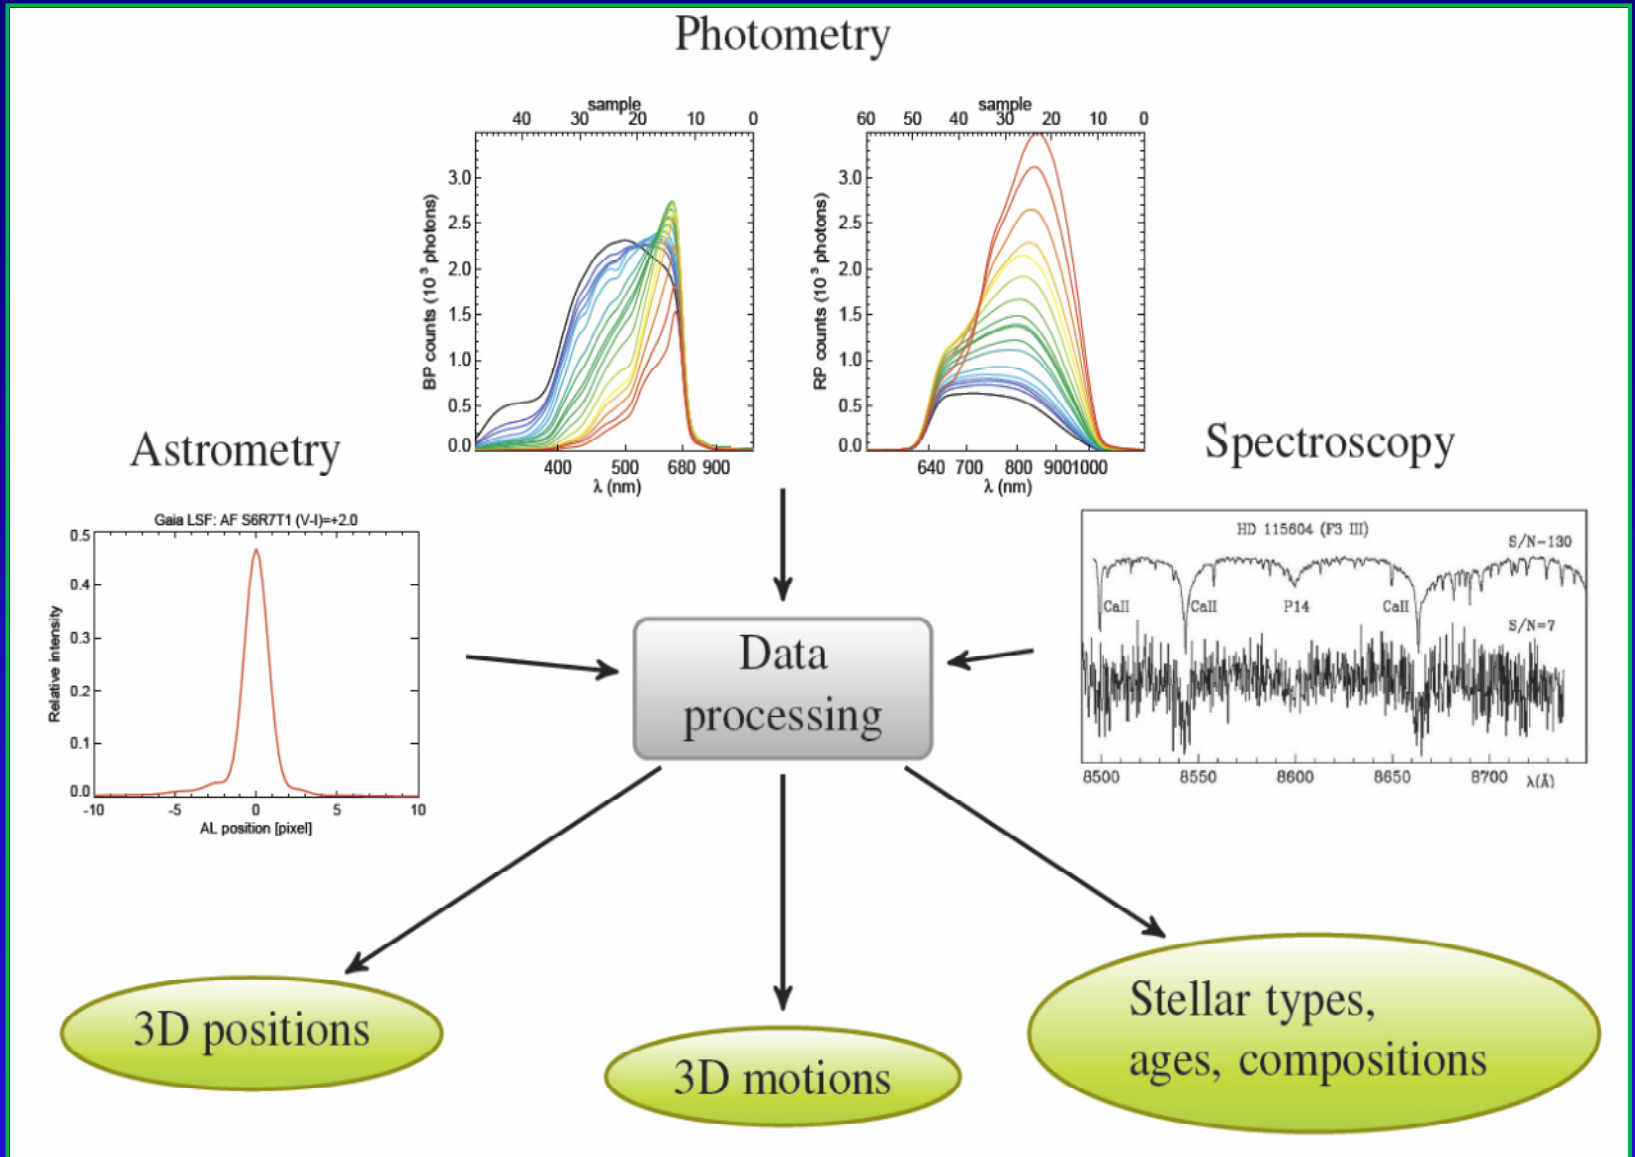 Photometry
sample
40 30 20 10 0
3.0
2.5
2.0
1.5
1.0
0.5
0.0
BP counts (10 3 photons)
400 500 680 900
λ (nm)
sample
60 50 40 30 20 10 0
3.0
2.5
2.0
1.5
1.0
0.5
0.0
RP counts (10 3 photons)
640 700 800 900 1000
λ (nm)
Astrometry
Gaia LSF: AF S6R7T1 (V-I)=+2.0
0.5
0.4
0.3
0.2
0.1
0.0
Relative intensity
-10 -5 0 5 10
AL position [pixel]
Spectroscopy
HD 115604 (F3 III)
S/N-130
CaII CaII P14 CaII
S/N=7
8500 8550 8600 8650 8700 λ(Å)
Data
processing
3D positions
3D motions
Stellar types,
ages, compositions